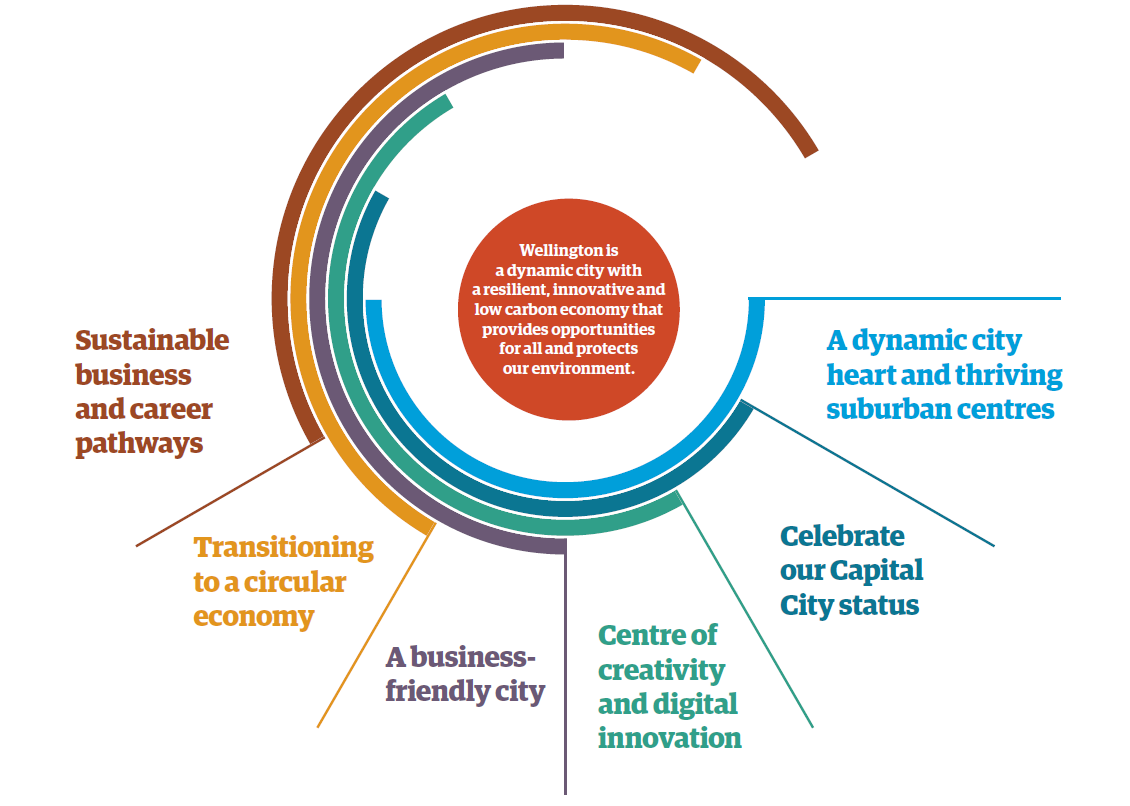 Wellington is
a dynamic city with
a resilient, innovative and
low carbon economy that
provides opportunities
for all and protects
our environment.
Sustainable
business
and career
pathways
Transitioning
to a circular
economy
A business-
friendly city
Centre of
creativity
and digital
innovation
Celebrate
our Capital
City status
A dynamic city
heart and thriving
suburban centres